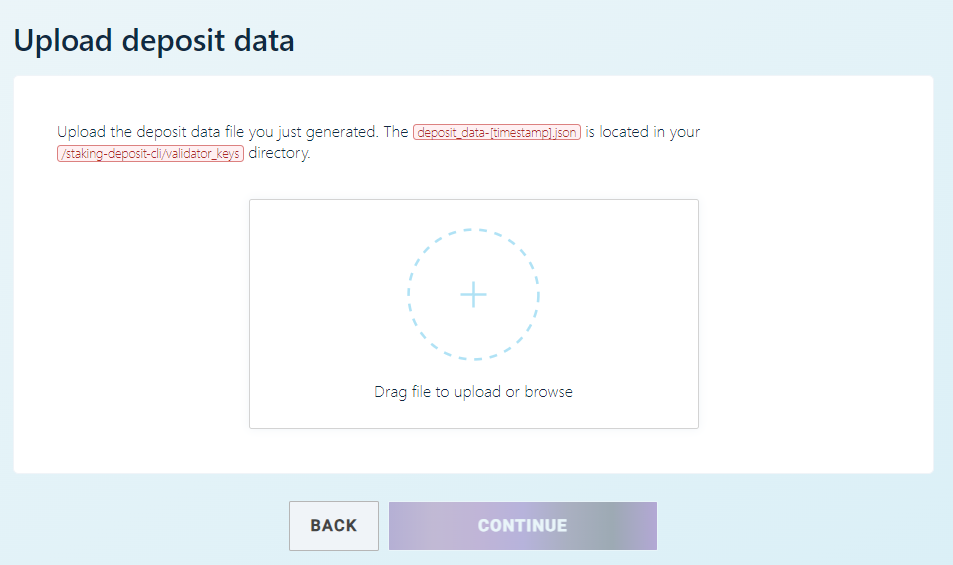 Upload deposit data
Upload the deposit data file you just generated. The deposit_data-[timestamp].json is located in your
/staking-deposit-cli/validator_keys directory.
Drag file to upload or browse
BACK
CONTINUE